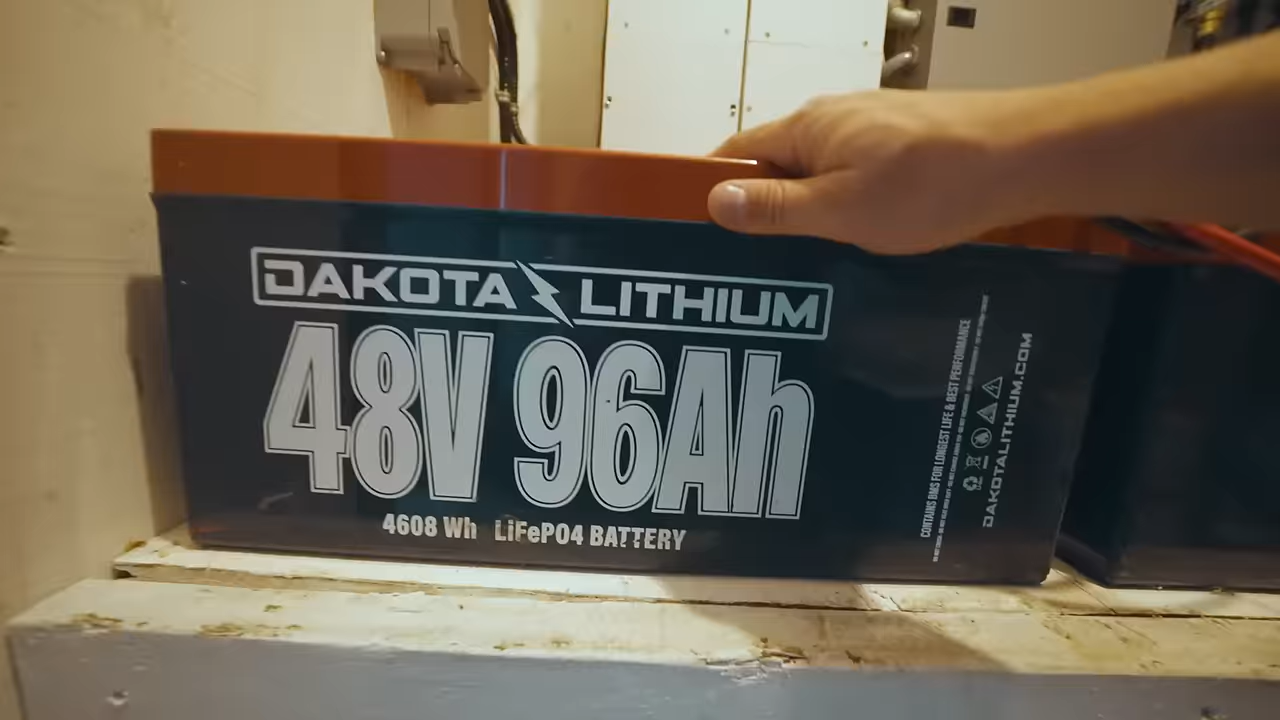 DAKOTA LITHIUM
48V 96Ah
4608 Wh LiFePO4 BATTERY
CONTAINS BMS FOR LONGEST LIFE & BEST PERFORMANCE
DAKOTALITHIUM.COM